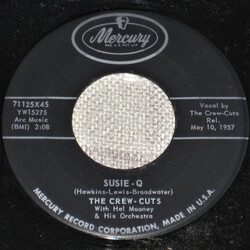 Mercury
71125X45
YW15275
Arc Music
(BMI) 2:08
Vocal by
The Crew-Cuts
Rel.
May 10, 1957
SUSIE - Q
(Hawkins-Lewis-Broadwater)
THE CREW-CUTS
With Hal Mooney
& His Orchestra
MERCURY RECORD CORPORATION, MADE IN U.S.A.